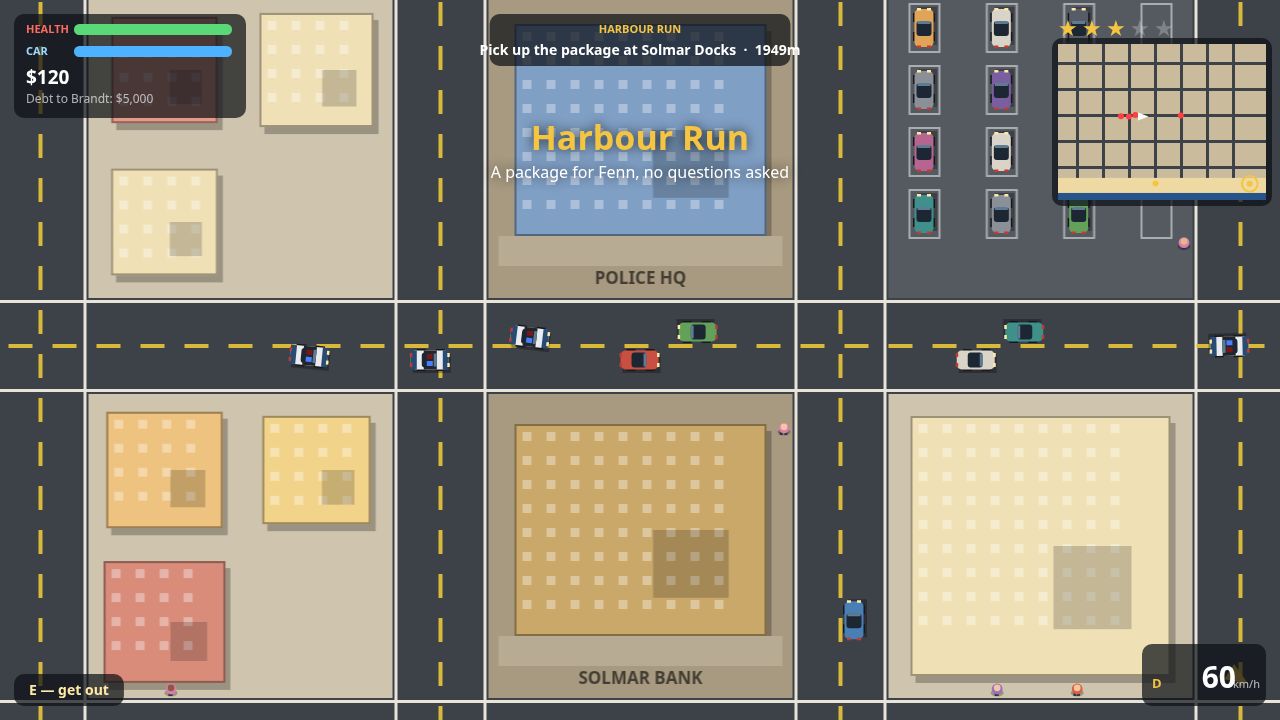 HEALTH
CAR
$120
Debt to Brandt: $5,000
HARBOUR RUN
Pick up the package at Solmar Docks · 1949m
Harbour Run
A package for Fenn, no questions asked
POLICE HQ
SOLMAR BANK
E — get out
D 60 km/h